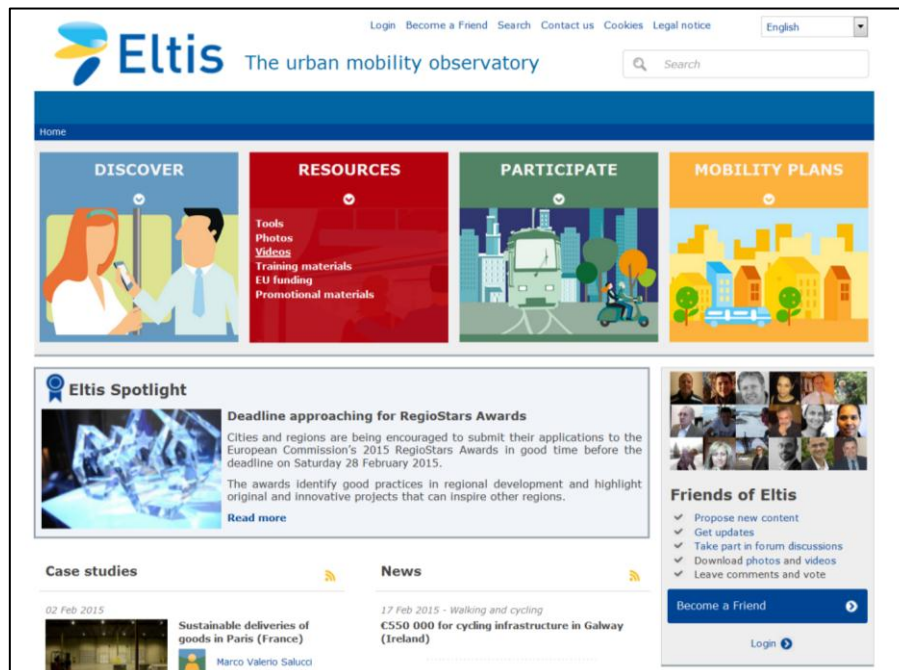 Login Become a Friend Search Contact us Cookies Legal notice
English
Eltis
The urban mobility observatory
Search
Home
DISCOVER
RESOURCES
Tools
Photos
Videos
Training materials
EU funding
Promotional materials
PARTICIPATE
MOBILITY PLANS
Eltis Spotlight
Deadline approaching for RegioStars Awards
Cities and regions are being encouraged to submit their applications to the
European Commission's 2015 RegioStars Awards in good time before the
deadline on Saturday 28 February 2015.
The awards identify good practices in regional development and highlight
original and innovative projects that can inspire other regions.
Read more
Friends of Eltis
Propose new content
Get updates
Take part in forum discussions
Download photos and videos
Leave comments and vote
Become a Friend
Login
Case studies
02 Feb 2015
Sustainable deliveries of
goods in Paris (France)
Marco Valerio Salucci
News
17 Feb 2015 - Walking and cycling
€550 000 for cycling infrastructure in Galway
(Ireland)